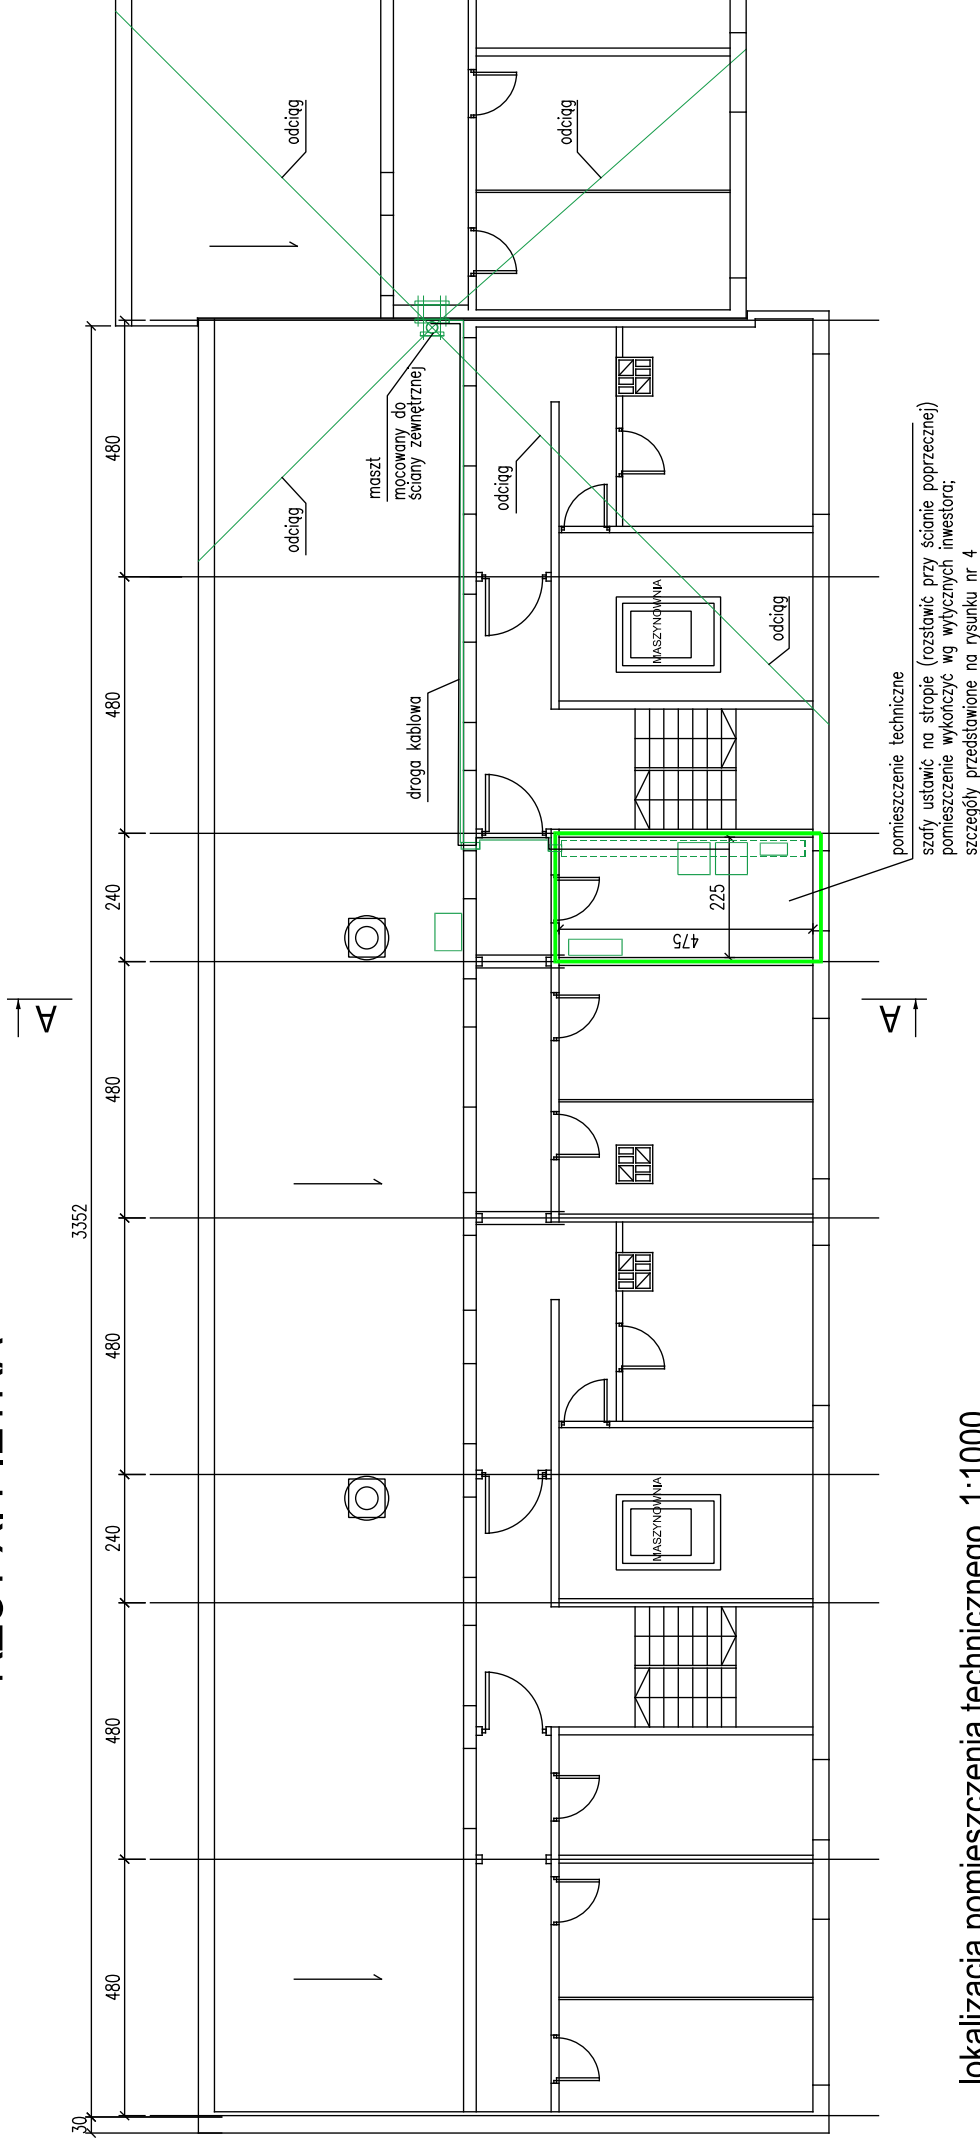 odciąg
odciąg
480
maszt
mocowany do
ściany zewnętrznej
odciąg
odciąg
pomieszczenie techniczne
szafy ustawić na stropie (rozstawić przy ścianie poprzecznej)
pomieszczenie wykończyć wg wytycznych inwestora;
szczegóły przedstawione na rysunku nr 4
MASZYNOWNIA
odciąg
480
droga kablowa
240
225
475
A
A
480
3352
480
240
MASZYNOWNIA
480
480
30
lokalizacja pomieszczenia technicznego 1:1000